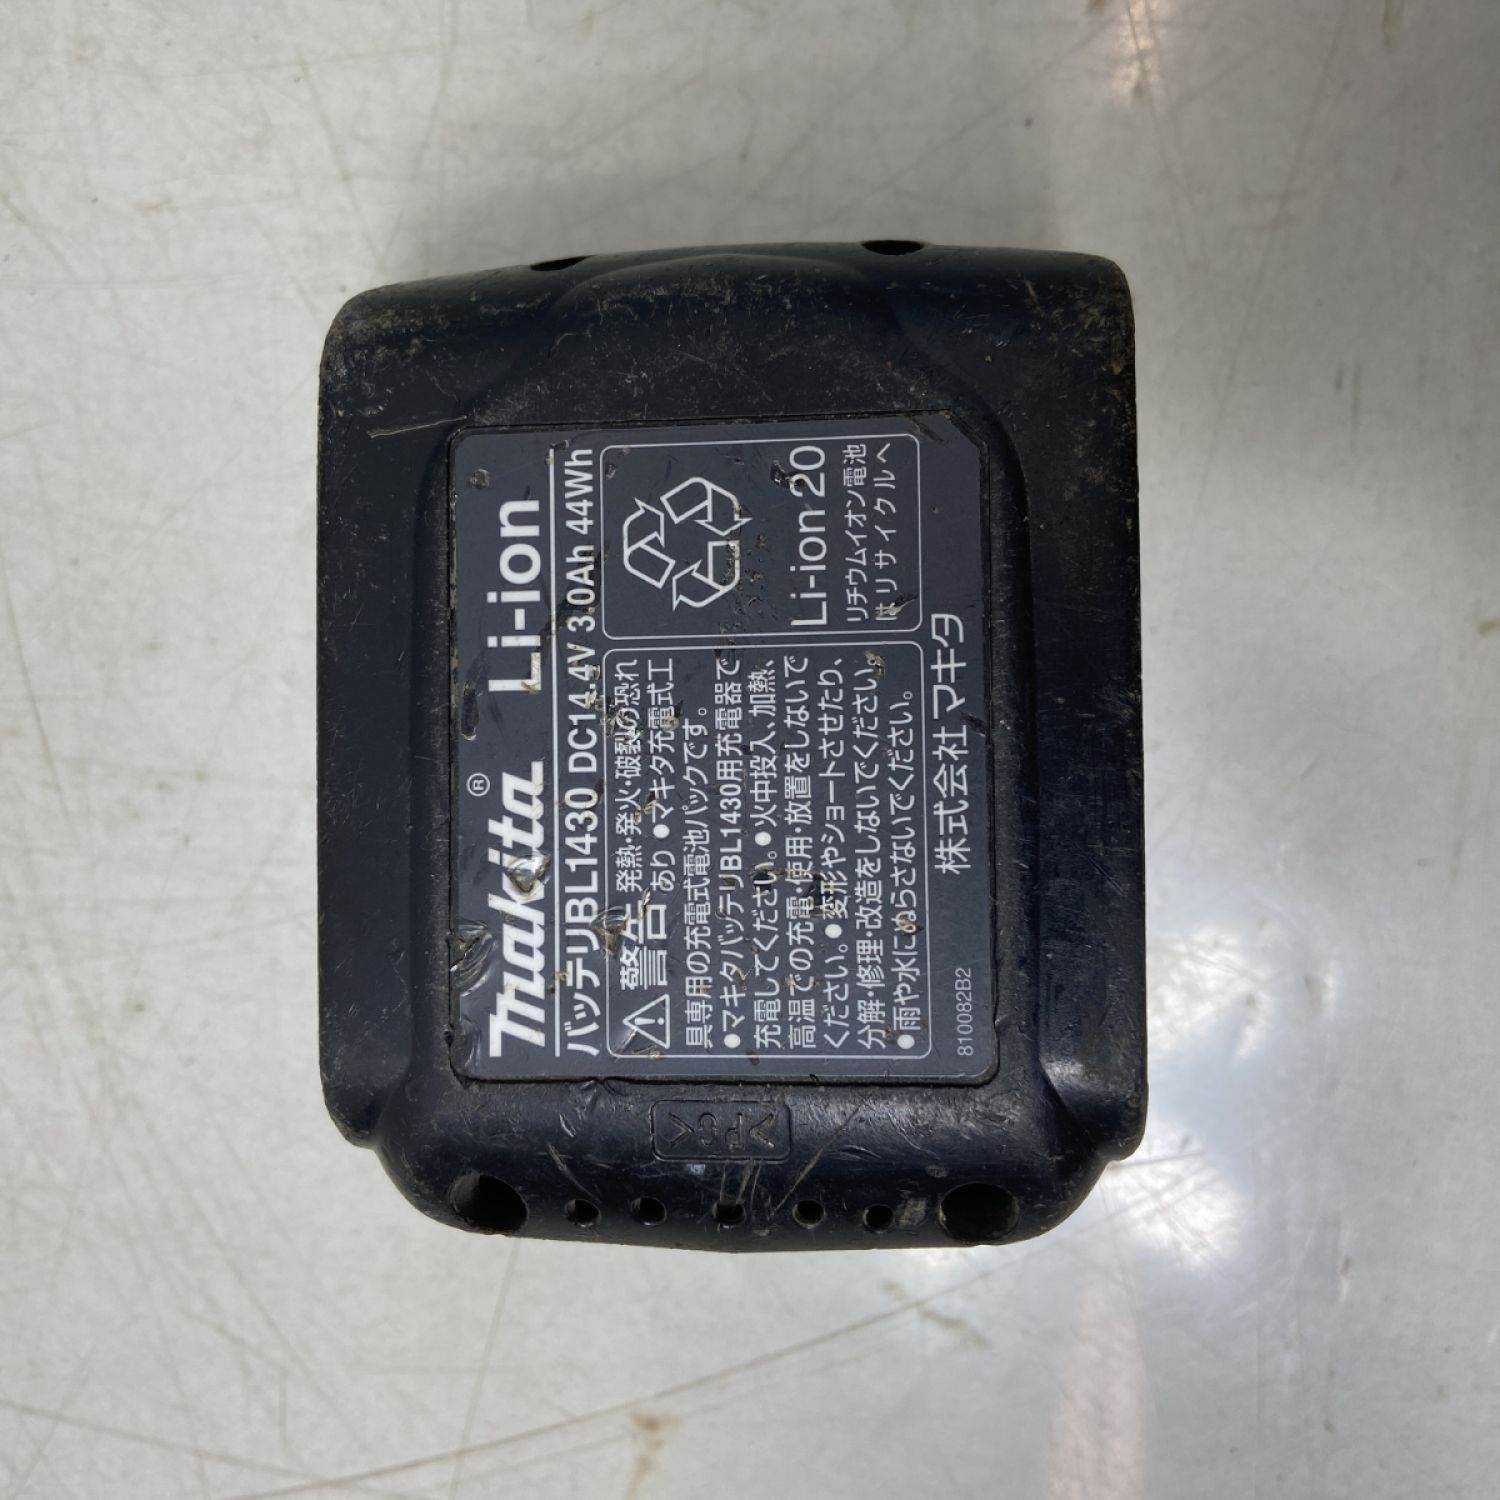 makita® Li-ion
バッテリBL1430 DC14.4V 3.0Ah 44Wh
警告 発熱・発火・破裂の恐れ
あり ●マキタ充電式工
具専用の充電式電池パックです。
●マキタバッテリBL1430用充電器で
充電してください。●火中投入、加熱、
高温での充電・使用・放置をしないで
ください。●変形やショートさせたり、
分解・修理・改造をしないでください。
●雨や水にぬらさないでください。
Li-ion 20
リチウムイオン電池
はリサイクルへ
810082B2
株式会社マキタ
>PC<